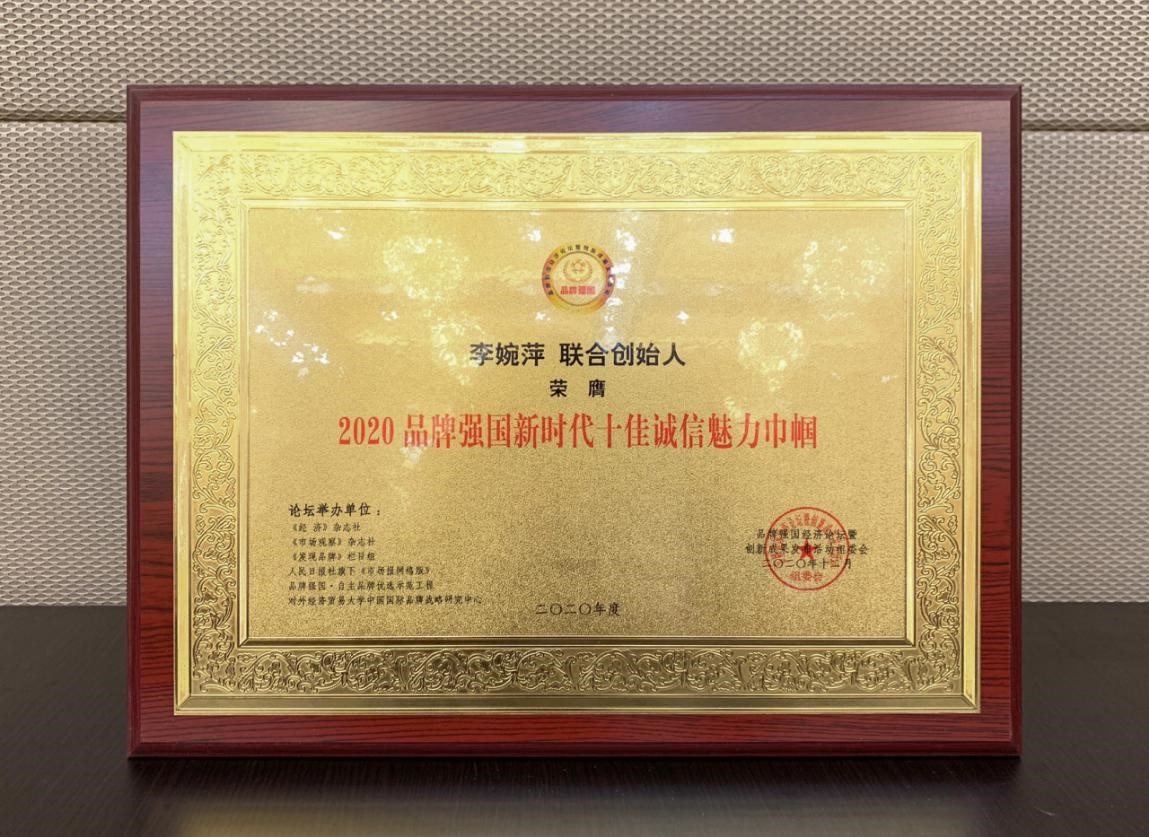 品牌强国
李婉萍 联合创始人
荣 膺
2020 品牌强国新时代十佳诚信魅力巾帼
论坛举办单位：
《经 济》杂志社
《市场观察》杂志社
《发现品牌》栏目组
人民日报社旗下《市场报网络版》
品牌强国·自主品牌优选示范工程
对外经济贸易大学中国国际品牌战略研究中心
品牌强国经济论坛暨
创新成果发布活动组委会
二〇二〇年十二月
组委会
二〇二〇年度